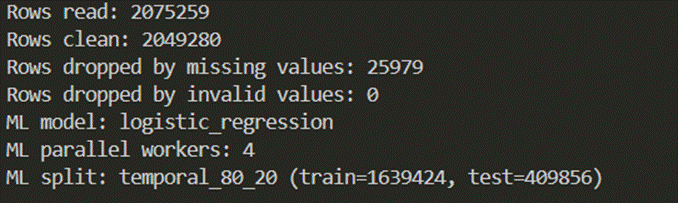 Rows read: 2075259
Rows clean: 2049280
Rows dropped by missing values: 25979
Rows dropped by invalid values: 0
ML model: logistic_regression
ML parallel workers: 4
ML split: temporal_80_20 (train=1639424, test=409856)